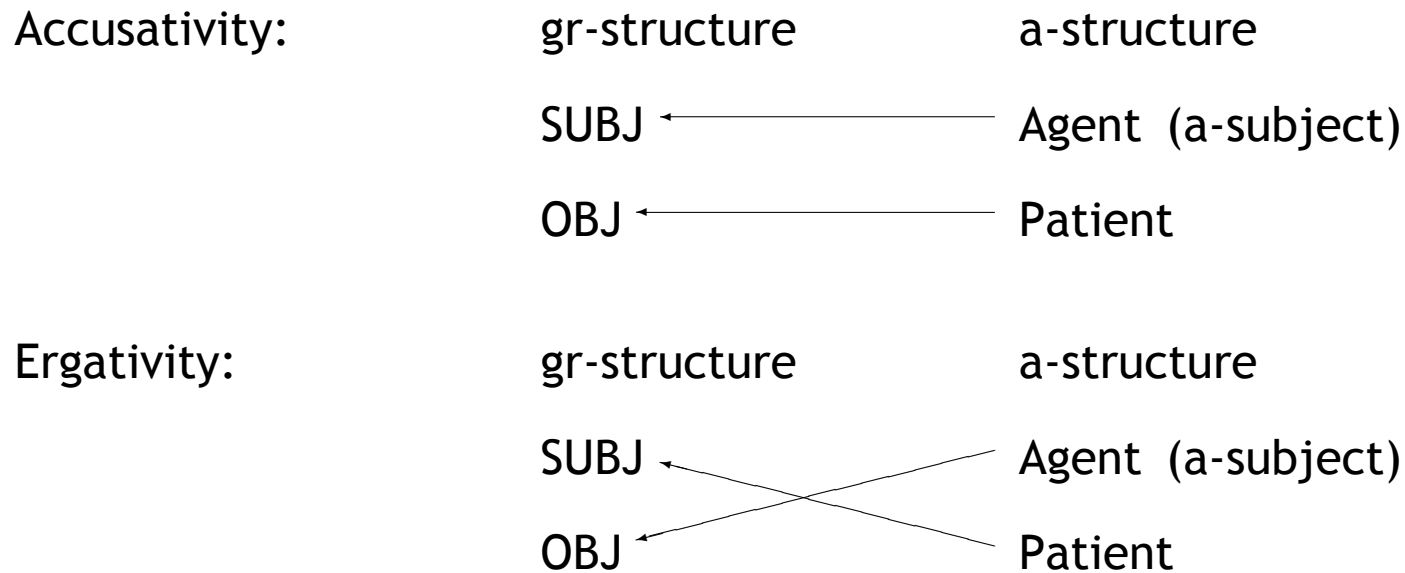 Accusativity: gr-structure a-structure
SUBJ Agent (a-subject)
OBJ Patient
Ergativity: gr-structure a-structure
SUBJ Agent (a-subject)
OBJ Patient